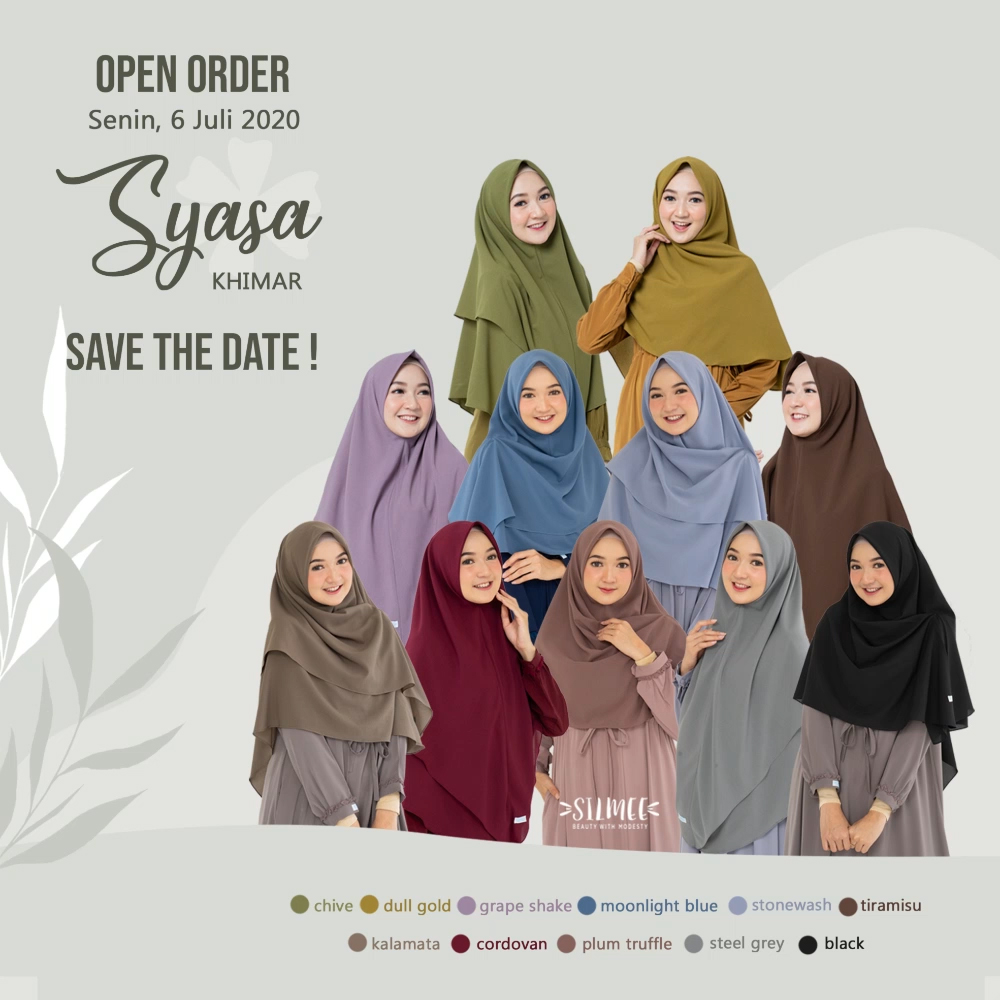 OPEN ORDER
Senin, 6 Juli 2020
Syasa
KHIMAR
SAVE THE DATE !
SILMEE
BEAUTY WITH MODESTY
chive dull gold grape shake moonlight blue stonewash tiramisu
kalamata cordovan plum truffle steel grey black